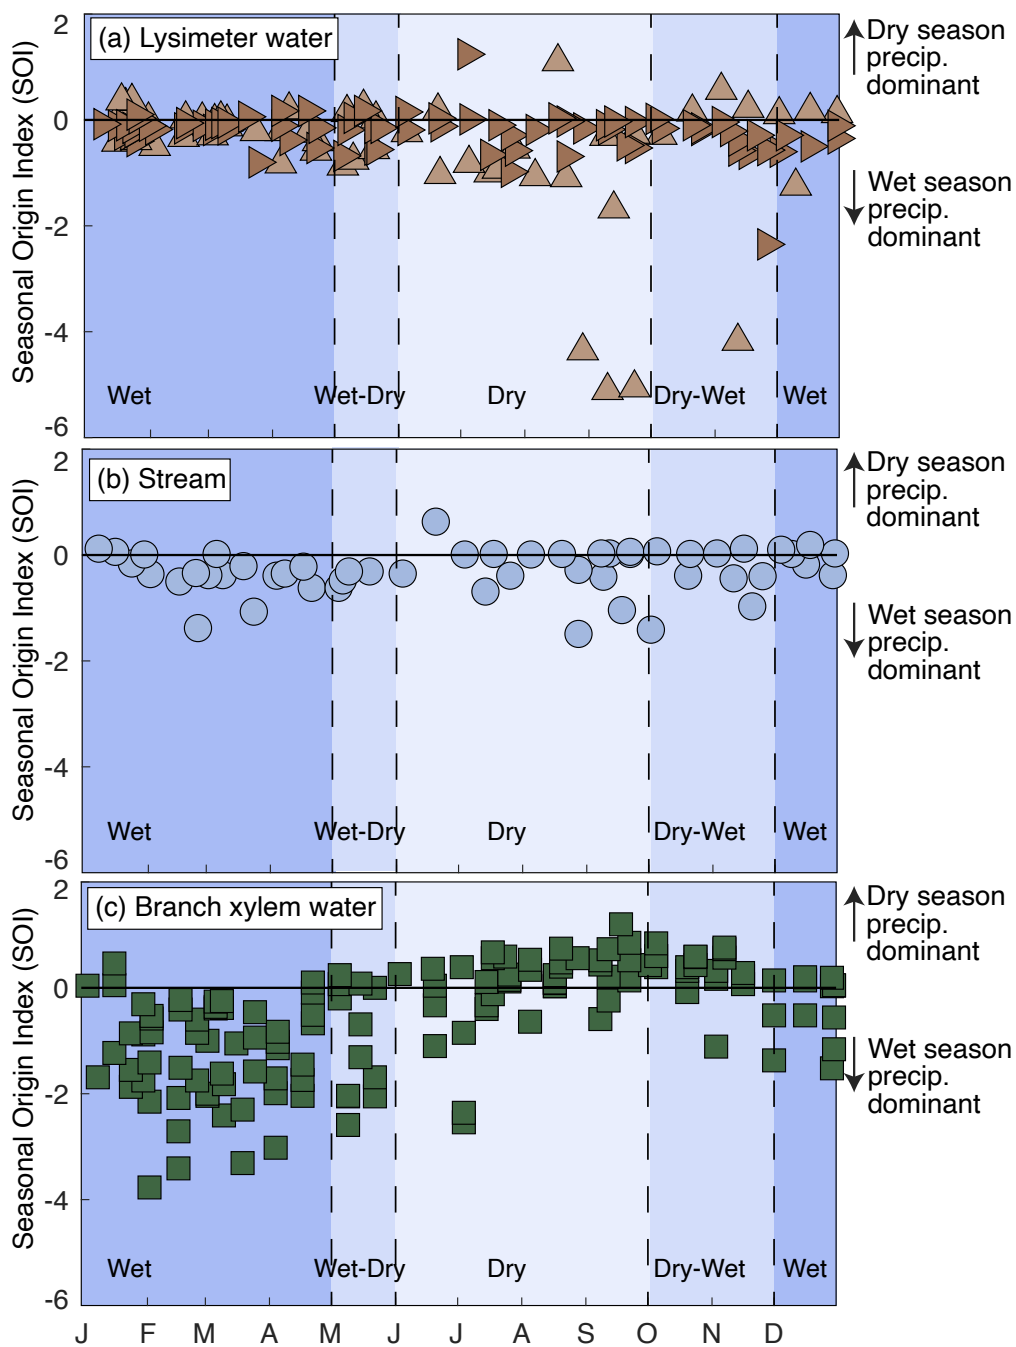 (a) Lysimeter water
Seasonal Origin Index (SOI)
2
0
-2
-4
-6
Wet
Wet-Dry
Dry
Dry-Wet
Wet
Dry season
precip.
dominant
Wet season
precip.
dominant
(b) Stream
Seasonal Origin Index (SOI)
2
0
-2
-4
-6
Wet
Wet-Dry
Dry
Dry-Wet
Wet
Dry season
precip.
dominant
Wet season
precip.
dominant
(c) Branch xylem water
Seasonal Origin Index (SOI)
2
0
-2
-4
-6
Wet
Wet-Dry
Dry
Dry-Wet
Wet
Dry season
precip.
dominant
Wet season
precip.
dominant
J F M A M J J A S O N D